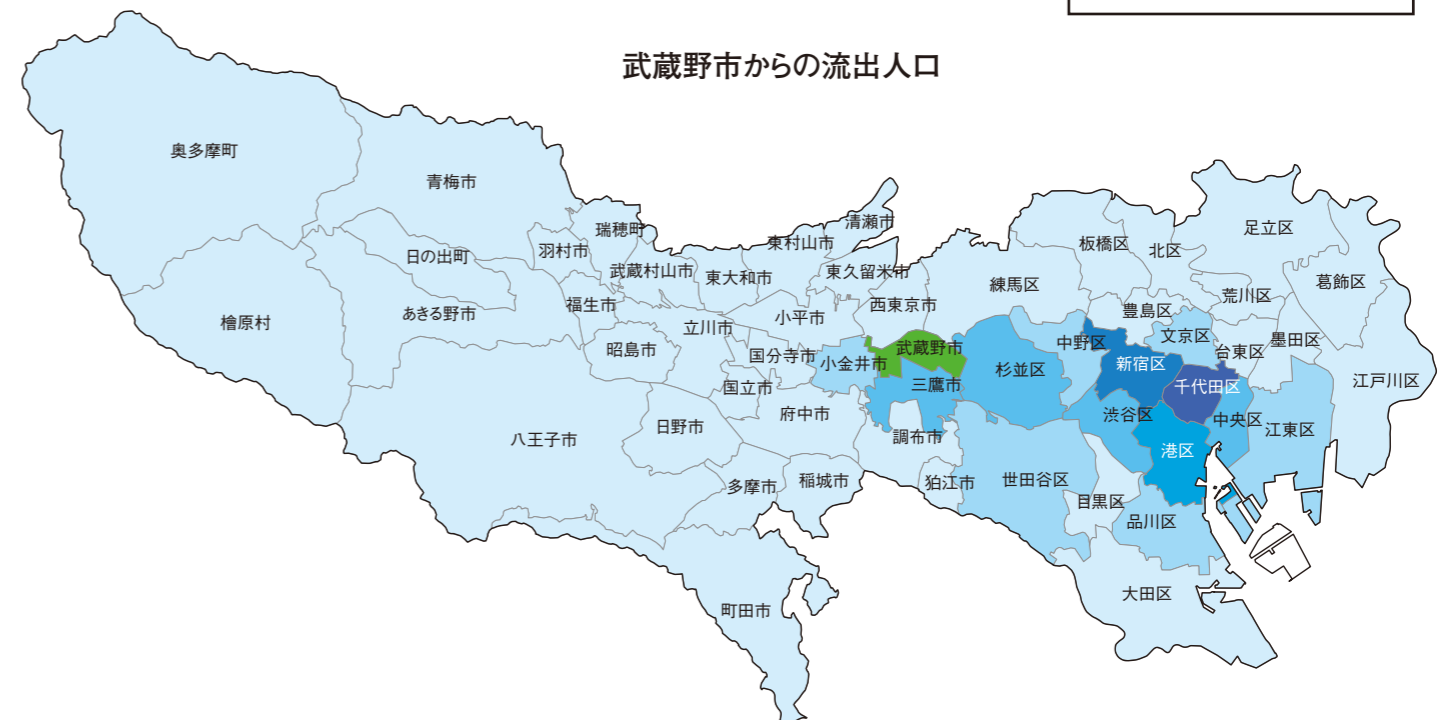 武蔵野市からの流出人口
奥多摩町
青梅市
瑞穂町
清瀬市
東村山市
羽村市
日の出町
武蔵村山市
東大和市
東久留米市
檜原村
あきる野市
福生市
立川市
小平市
西東京市
昭島市
国分寺市
小金井市
武蔵野市
三鷹市
国立市
府中市
調布市
八王子市
日野市
多摩市
稲城市
狛江市
町田市
板橋区
北区
足立区
葛飾区
荒川区
練馬区
豊島区
文京区
台東区
墨田区
中野区
新宿区
杉並区
千代田区
江戸川区
渋谷区
中央区
江東区
港区
世田谷区
目黒区
品川区
大田区